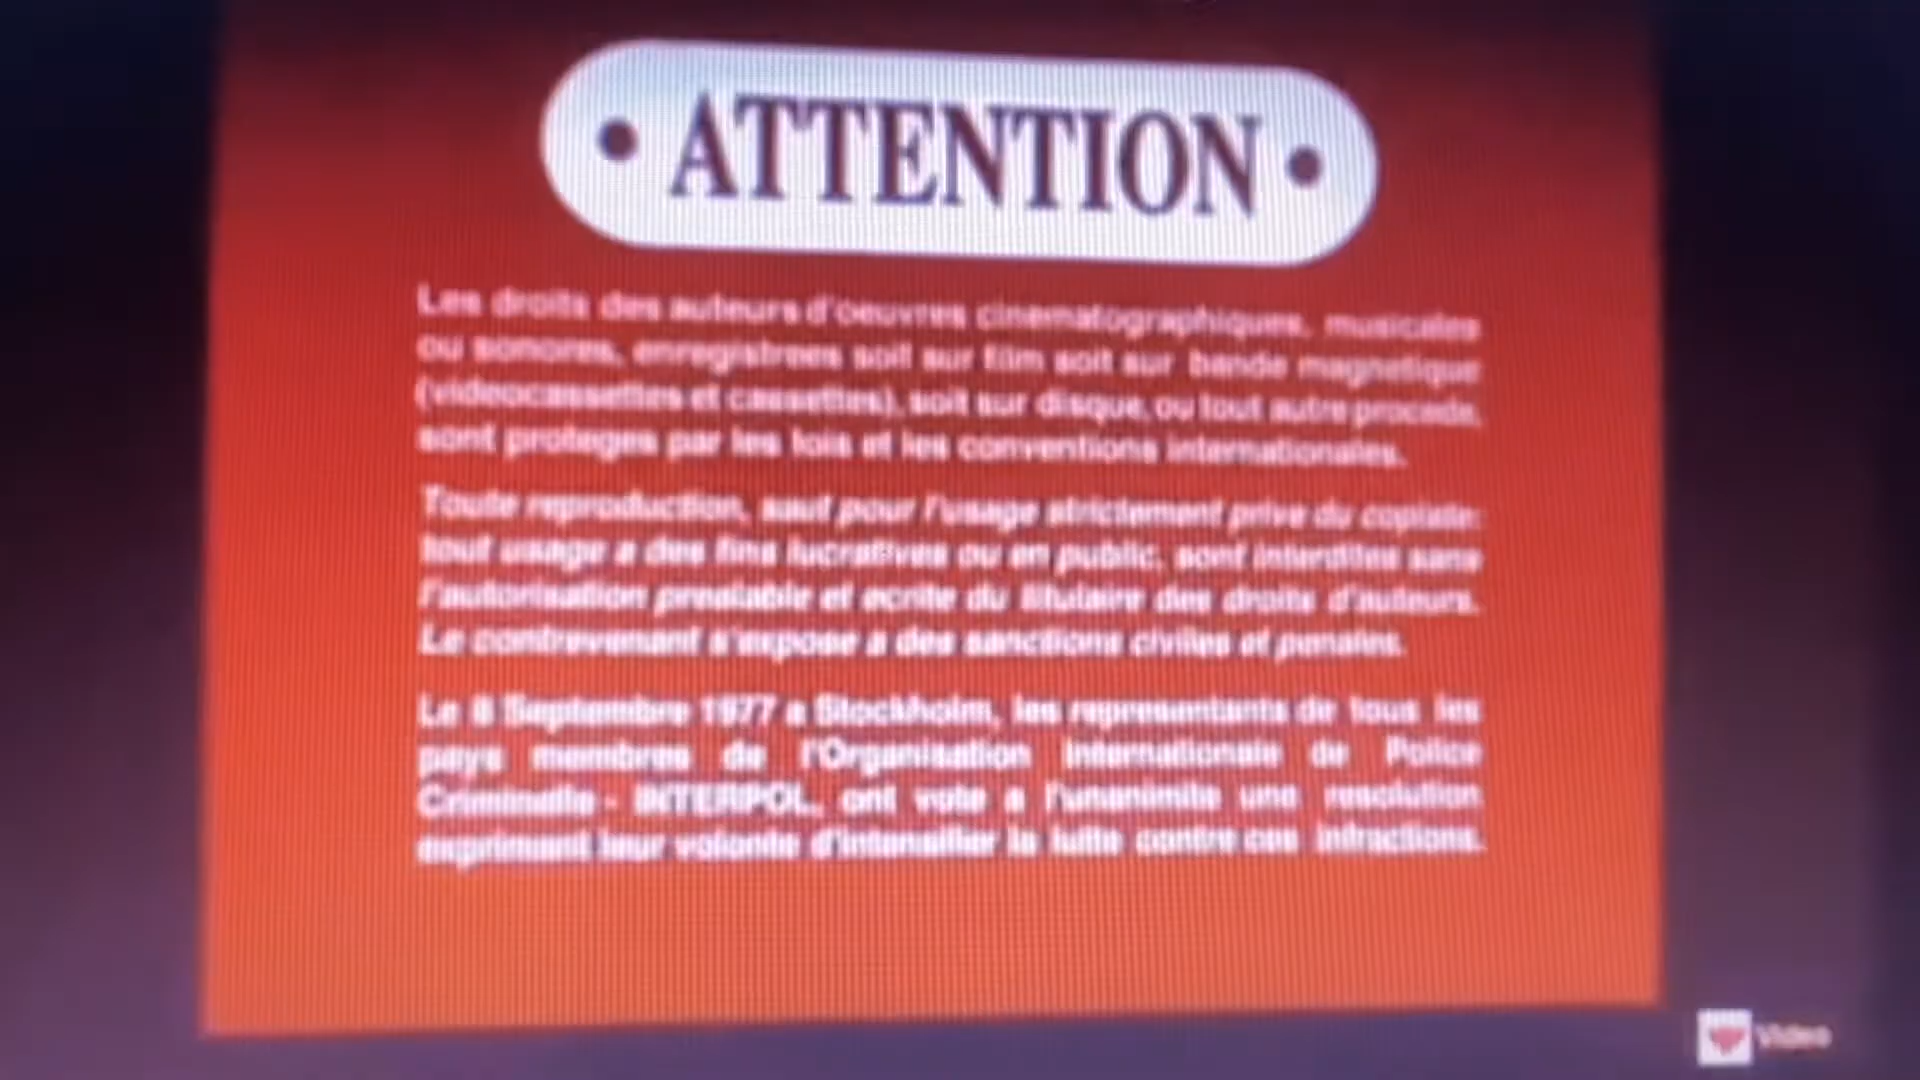 • ATTENTION •
Les droits des auteurs d'oeuvres cinematographiques, musicales
ou sonores, enregistrees soit sur film soit sur bande magnetique
(videocassettes et cassettes), soit sur disque, ou tout autre procede,
sont proteges par les lois et les conventions internationales.
Toute reproduction, sauf pour l'usage strictement prive du copiste;
tout usage a des fins lucratives ou en public, sont interdites sans
l'autorisation prealable et ecrite du titulaire des droits d'auteurs.
Le contrevenant s'expose a des sanctions civiles et penales.
Le 8 Septembre 1977 a Stockholm, les representants de tous les
pays membres de l'Organisation Internationale de Police
Criminelle - INTERPOL, ont vote a l'unanimite une resolution
exprimant leur volonte d'intensifier la lutte contre ces infractions.
Video